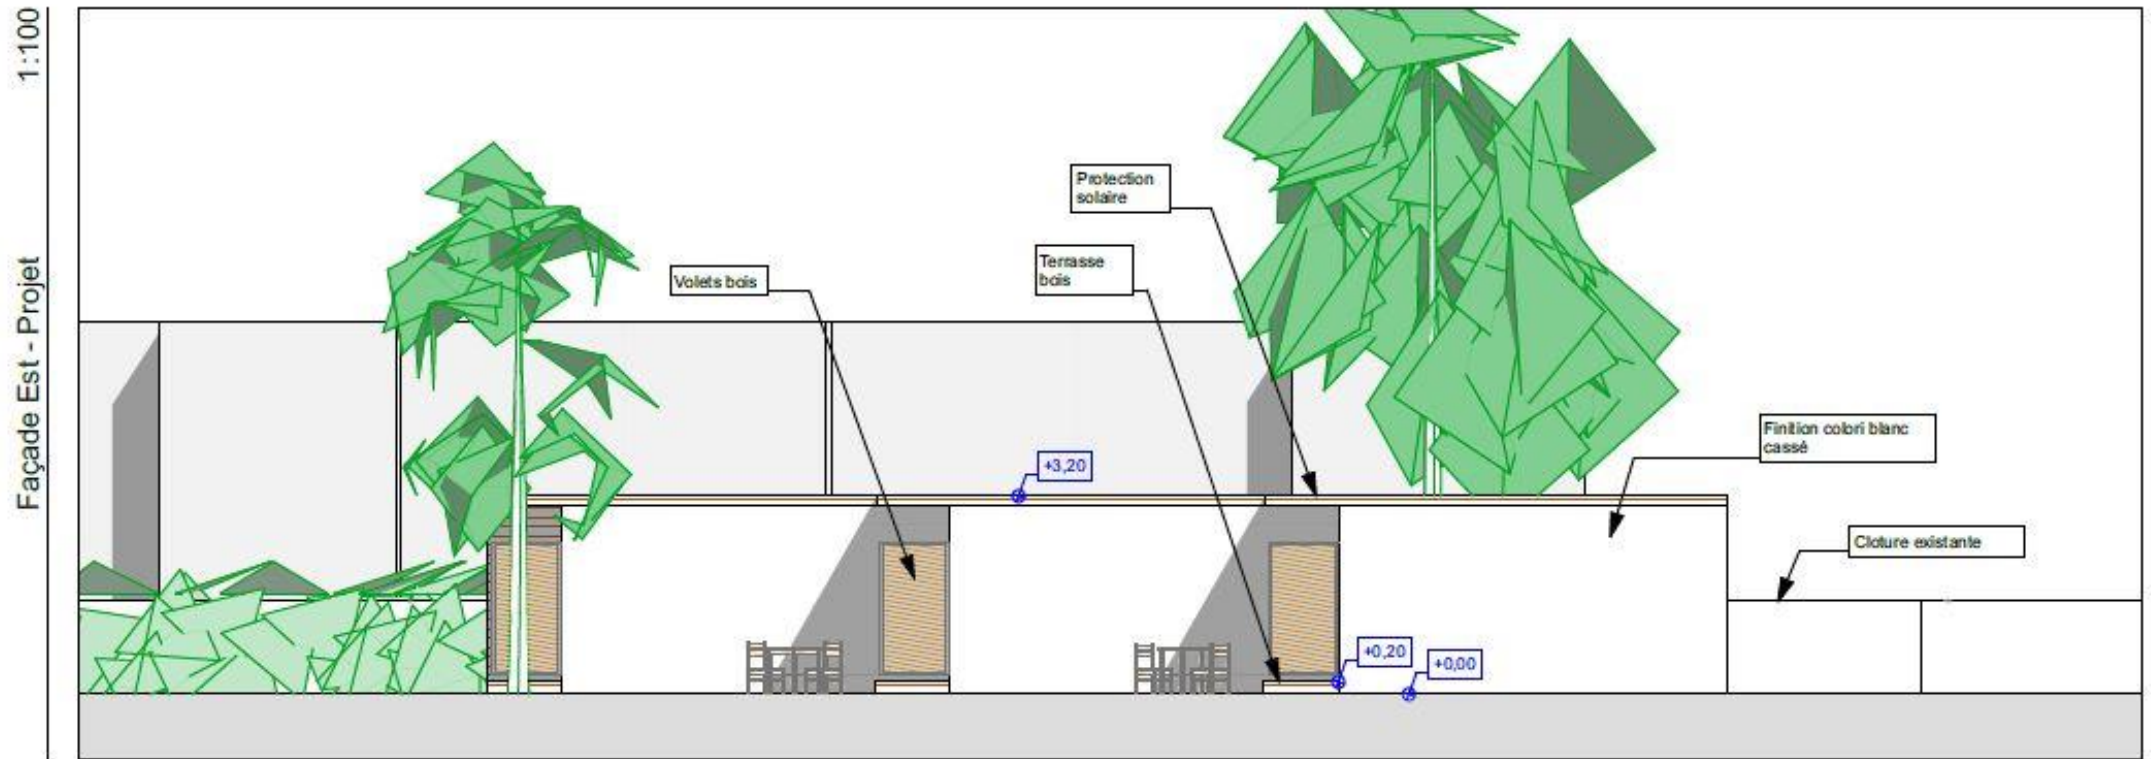 Façade Est - Projet
1:100
Protection
solaire
Terrasse
bois
Volets bois
Finition colori blanc
cassé
+3,20
Cloture existante
+0,20
+0,00